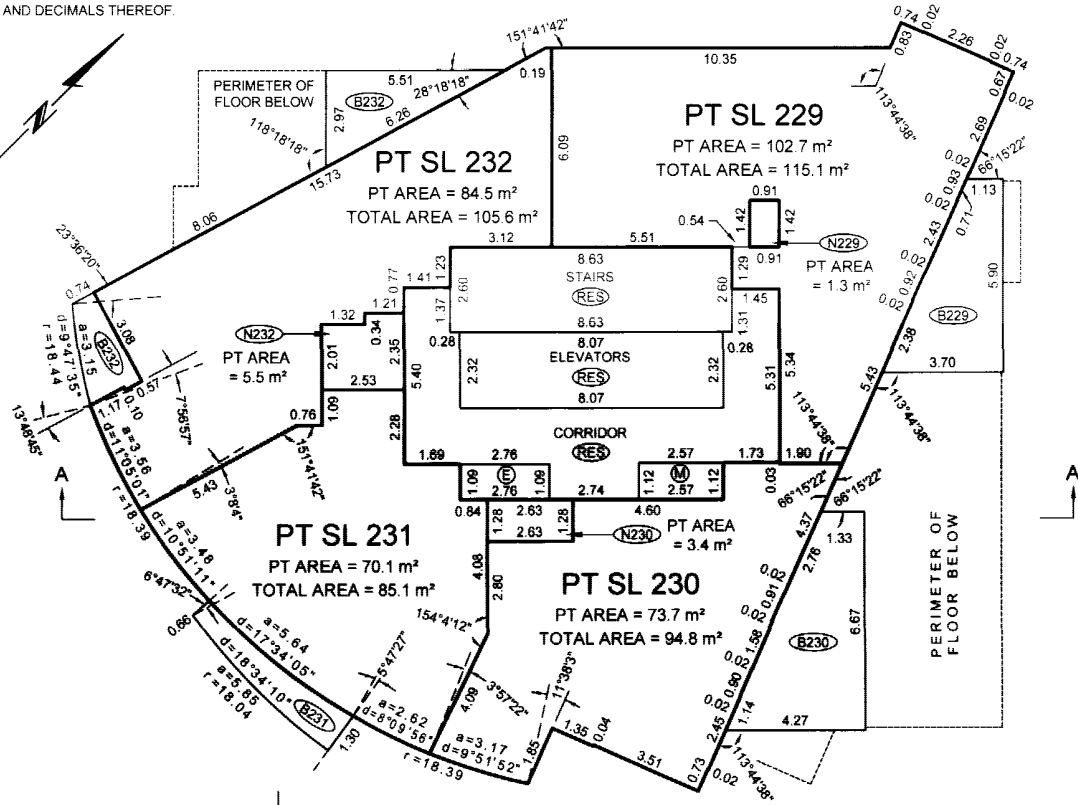 AND DECIMALS THEREOF.
151°41'42"
0.74
0.02
2.26
0.02
0.74
0.83
0.67
0.02
10.35
0.19
5.51
PERIMETER OF
FLOOR BELOW
B232
28°18'18"
2.97
6.26
118°18'18"
113°44'38"
PT SL 229
PT AREA = 102.7 m²
TOTAL AREA = 115.1 m²
2.69
6.09
PT SL 232
PT AREA = 84.5 m²
TOTAL AREA = 105.6 m²
15.73
8.06
0.02
66°15'22"
0.93
1.13
0.02
0.71
0.91
1.42
1.42
0.54
0.91
N229
PT AREA
= 1.3 m²
2.43
0.02
0.92
0.02
5.90
B229
2.38
3.70
5.43
113°44'38"
23°36'20"
0.74
3.12
5.51
8.63
STAIRS
RES
8.63
1.23
2.60
2.60
1.29
1.41
0.77
1.21
1.32
0.34
1.37
0.28
1.45
1.31
0.28
N232
PT AREA
= 5.5 m²
2.01
2.35
5.40
2.53
8.07
ELEVATORS
RES
8.07
2.32
2.32
5.31
5.34
3.08
a=3.15
d=9°47'35"
r=18.44
B232
0.57
0.10
1.17
13°48'45"
7°56'57"
a=3.56
d=11°05'01"
r=18.39
0.76
1.09
2.28
151°41'42"
5.43
3°8'4"
CORRIDOR
RES
1.69
2.76
E
1.09
2.76
1.09
2.57
M
1.12
2.57
1.12
1.73
1.90
0.03
113°44'38"
66°15'22"
66°15'22"
A
A
0.84
2.63
2.74
4.60
1.28
1.28
2.63
N230
PT AREA
= 3.4 m²
4.37
2.76
1.33
PT SL 231
PT AREA = 70.1 m²
TOTAL AREA = 85.1 m²
4.08
2.80
PT SL 230
PT AREA = 73.7 m²
TOTAL AREA = 94.8 m²
a=3.48
d=10°51'11"
6°47'32"
0.66
0.02
0.91
0.02
1.58
0.02
0.90
0.02
6.67
B230
PERIMETER OF
FLOOR BELOW
154°4'12"
a=5.64
d=17°34'05"
d=18°34'10"
a=5.85
r=18.04
B231
5°47'27"
1.30
a=2.62
d=8°09'56"
4.09
3°57'22"
11°38'3"
a=3.17
d=9°51'52"
r=18.39
1.85
1.35
0.04
3.51
2.45
1.14
4.27
0.73
0.02
113°44'38"